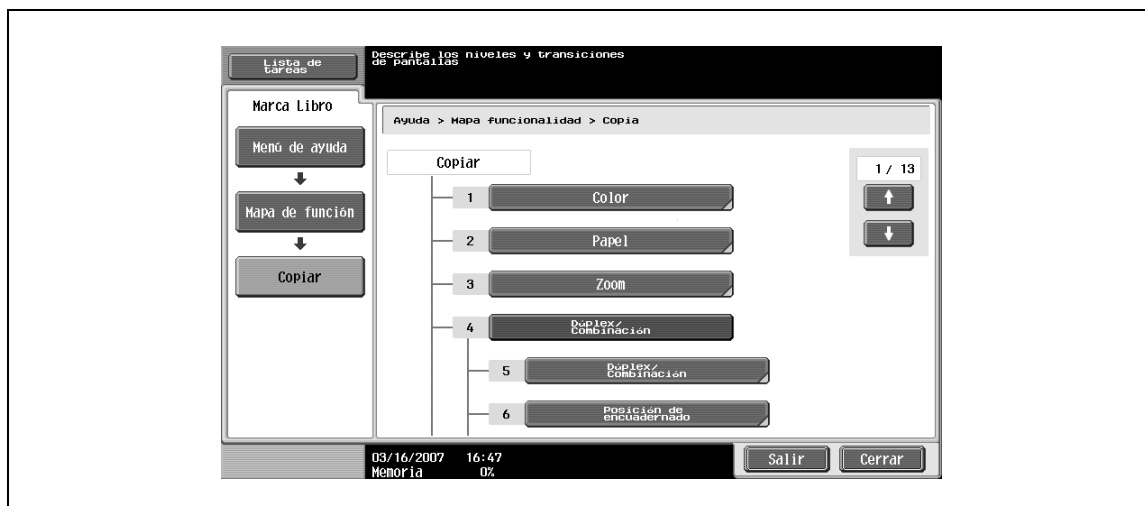 Lista de
tareas
Describe los niveles y transiciones
de pantallas
Marca Libro
Ayuda > Mapa funcionalidad > Copia
Menú de ayuda
Mapa de función
Copiar
Copiar
1 / 13
1 Color
2 Papel
3 Zoom
4 Dúplex/
Combinación
5 Dúplex/
Combinación
6 Posición de
encuadernado
03/16/2007 16:47
Memoria 0%
Salir
Cerrar